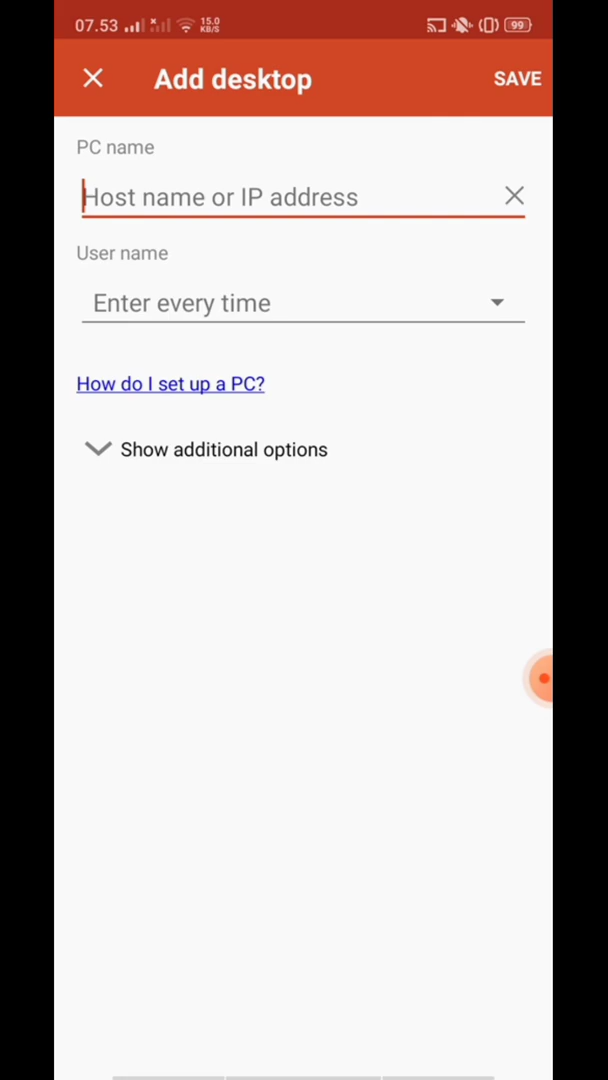 07.53 15.0 KB/S 99
Add desktop SAVE
PC name
Host name or IP address
User name
Enter every time
How do I set up a PC?
Show additional options